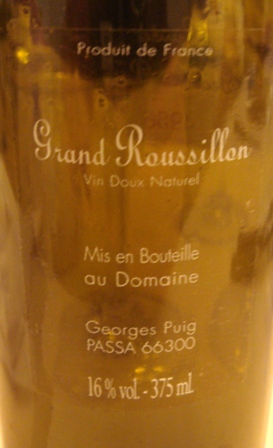 Produit de France
Grand Roussillon
Vin Doux Naturel
Mis en Bouteille
au Domaine
Georges Puig
PASSA 66300
16% vol. - 375 ml.